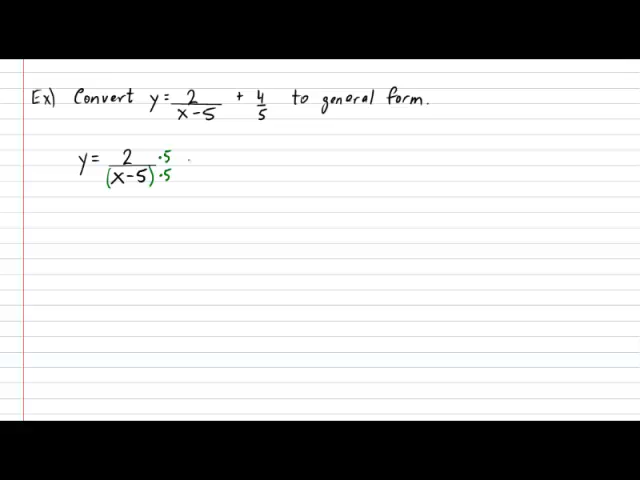 Ex) Convert y = 2/(x-5) + 4/5 to general form.
y = 2·5/(x-5)·5